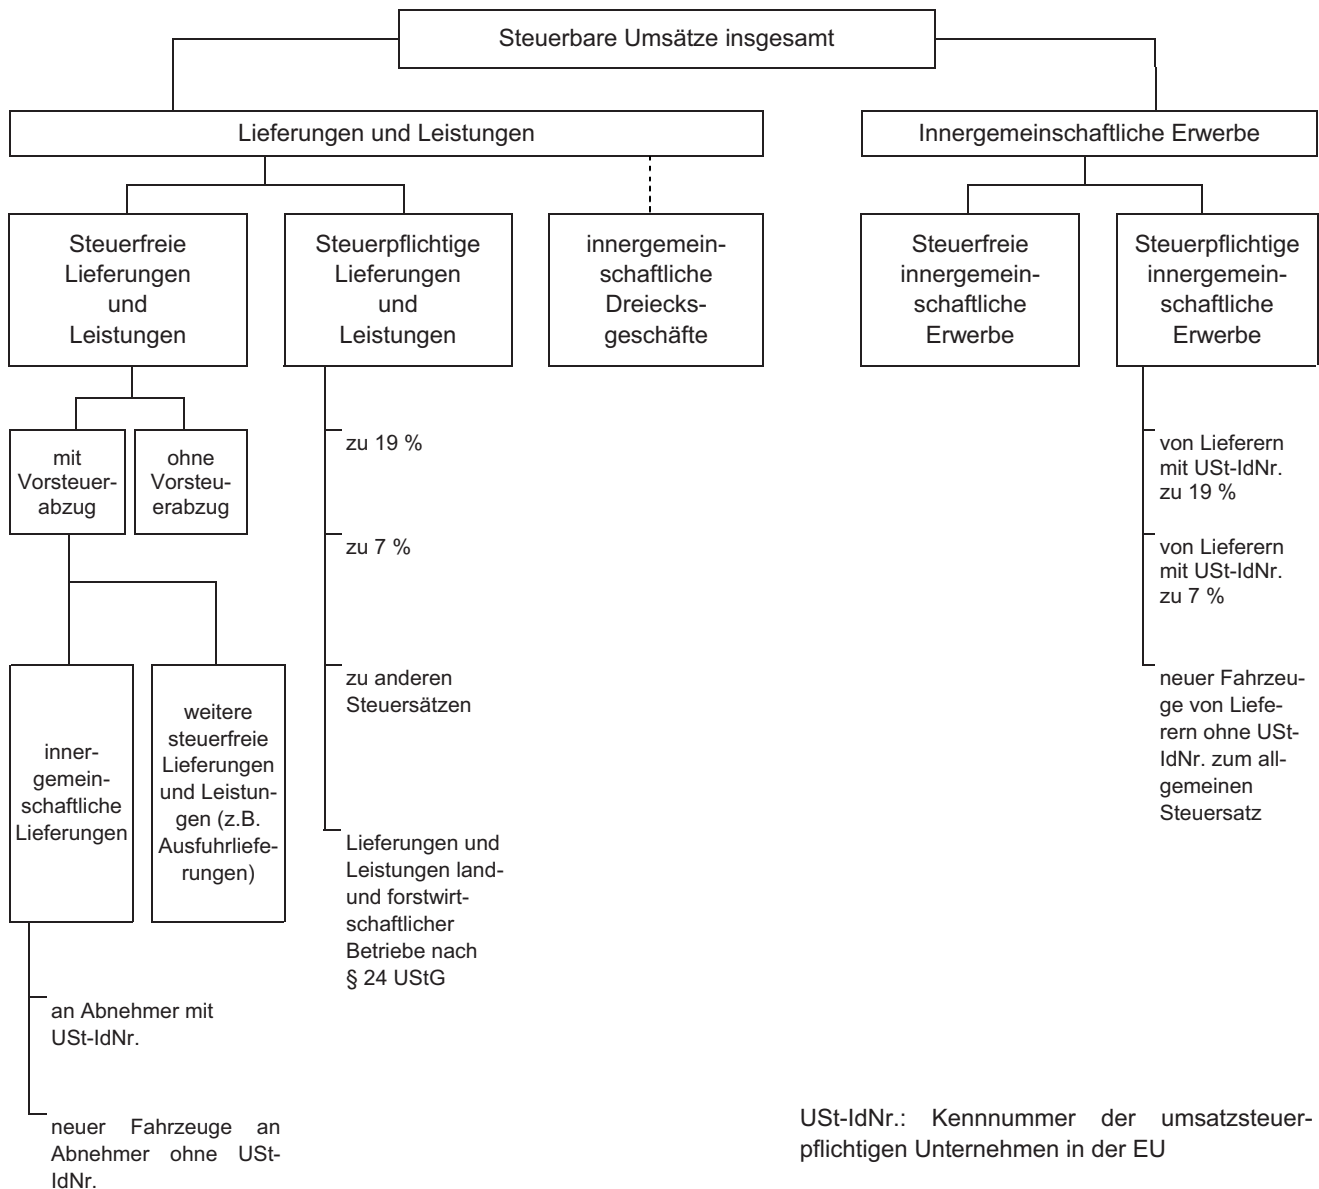 Steuerbare Umsätze insgesamt
Lieferungen und Leistungen
Innergemeinschaftliche Erwerbe
Steuerfreie
Lieferungen
und
Leistungen
Steuerpflichtige
Lieferungen
und
Leistungen
innergemein-
schaftliche
Dreiecks-
geschäfte
Steuerfreie
innergemein-
schaftliche
Erwerbe
Steuerpflichtige
innergemein-
schaftliche
Erwerbe
mit
Vorsteuer-
abzug
ohne
Vorsteu-
erabzug
zu 19 %
zu 7 %
zu anderen
Steuersätzen
Lieferungen und
Leistungen land-
und forstwirt-
schaftlicher
Betriebe nach
§ 24 UStG
von Lieferern
mit USt-IdNr.
zu 19 %
von Lieferern
mit USt-IdNr.
zu 7 %
neuer Fahrzeu-
ge von Liefe-
rern ohne USt-
IdNr. zum all-
gemeinen
Steuersatz
inner-
gemein-
schaftliche
Lieferungen
weitere
steuerfreie
Lieferungen
und Leistun-
gen (z.B.
Ausfuhrliefe-
rungen)
an Abnehmer mit
USt-IdNr.
neuer Fahrzeuge an
Abnehmer ohne USt-
IdNr.
USt-IdNr.: Kennnummer der umsatzsteuer-
pflichtigen Unternehmen in der EU